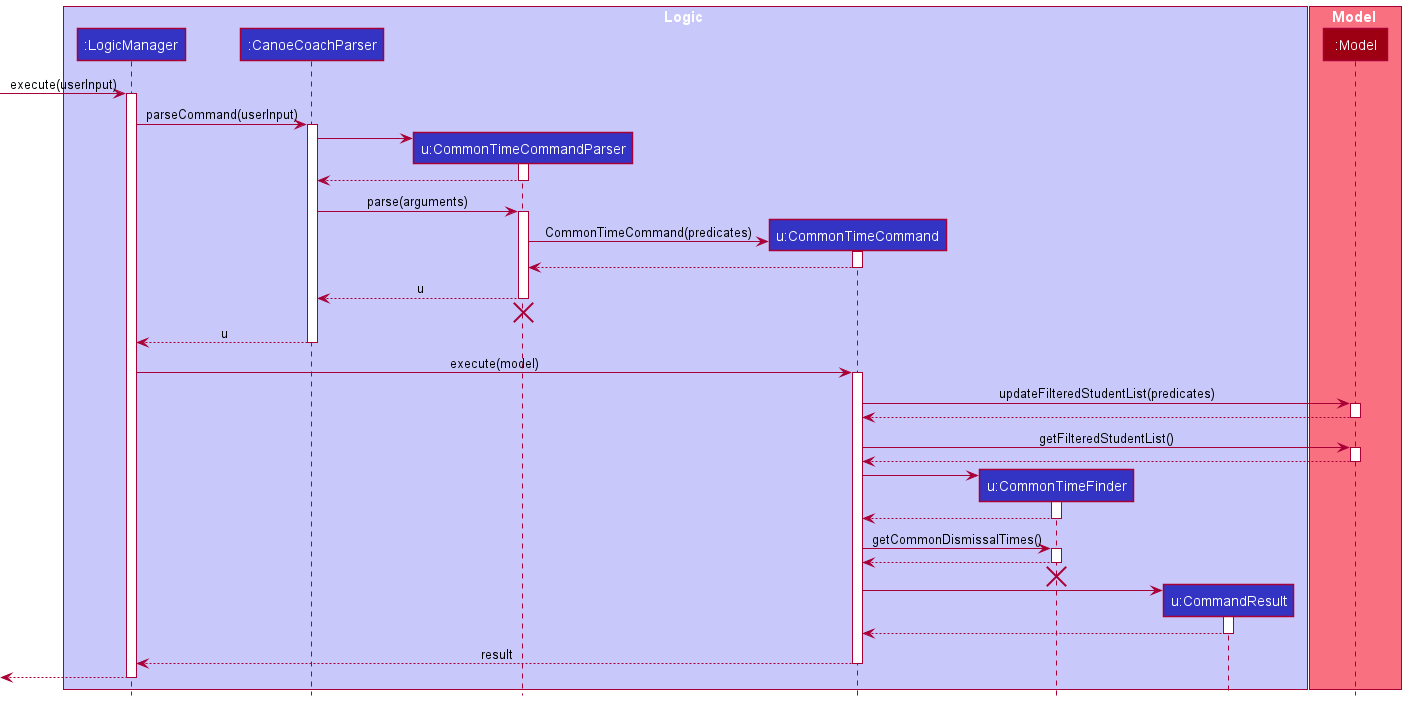 Logic
Model
:LogicManager
:CanoeCoachParser
:Model
execute(userInput)
parseCommand(userInput)
u:CommonTimeCommandParser
parse(arguments)
CommonTimeCommand(predicates)
u:CommonTimeCommand
u
u
execute(model)
updateFilteredStudentList(predicates)
getFilteredStudentList()
u:CommonTimeFinder
getCommonDismissalTimes()
u:CommandResult
result